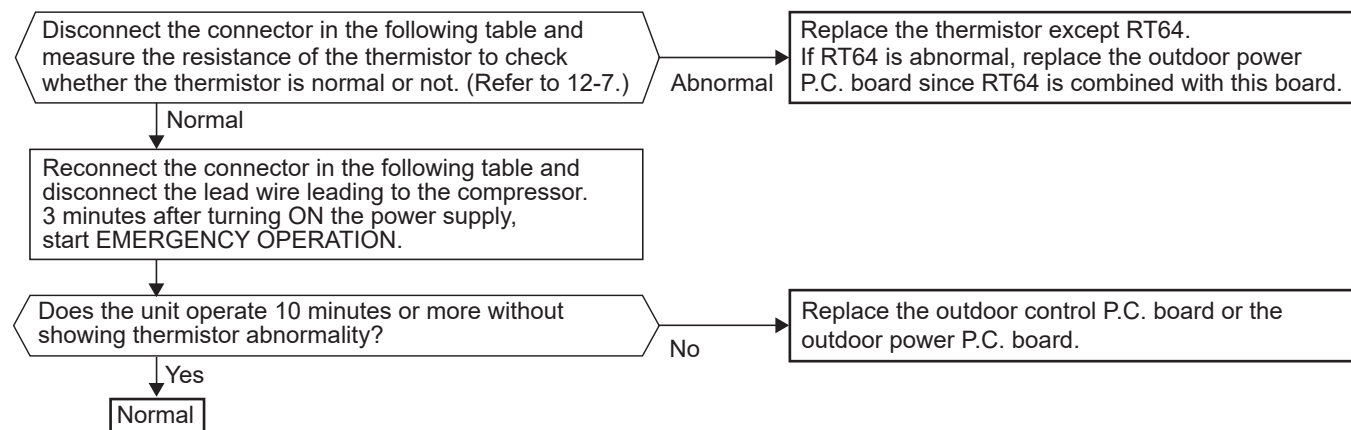 Disconnect the connector in the following table and
measure the resistance of the thermistor to check
whether the thermistor is normal or not. (Refer to 12-7.)
Abnormal
Replace the thermistor except RT64.
If RT64 is abnormal, replace the outdoor power
P.C. board since RT64 is combined with this board.
Normal
Reconnect the connector in the following table and
disconnect the lead wire leading to the compressor.
3 minutes after turning ON the power supply,
start EMERGENCY OPERATION.
Does the unit operate 10 minutes or more without
showing thermistor abnormality?
No
Replace the outdoor control P.C. board or the
outdoor power P.C. board.
Yes
Normal